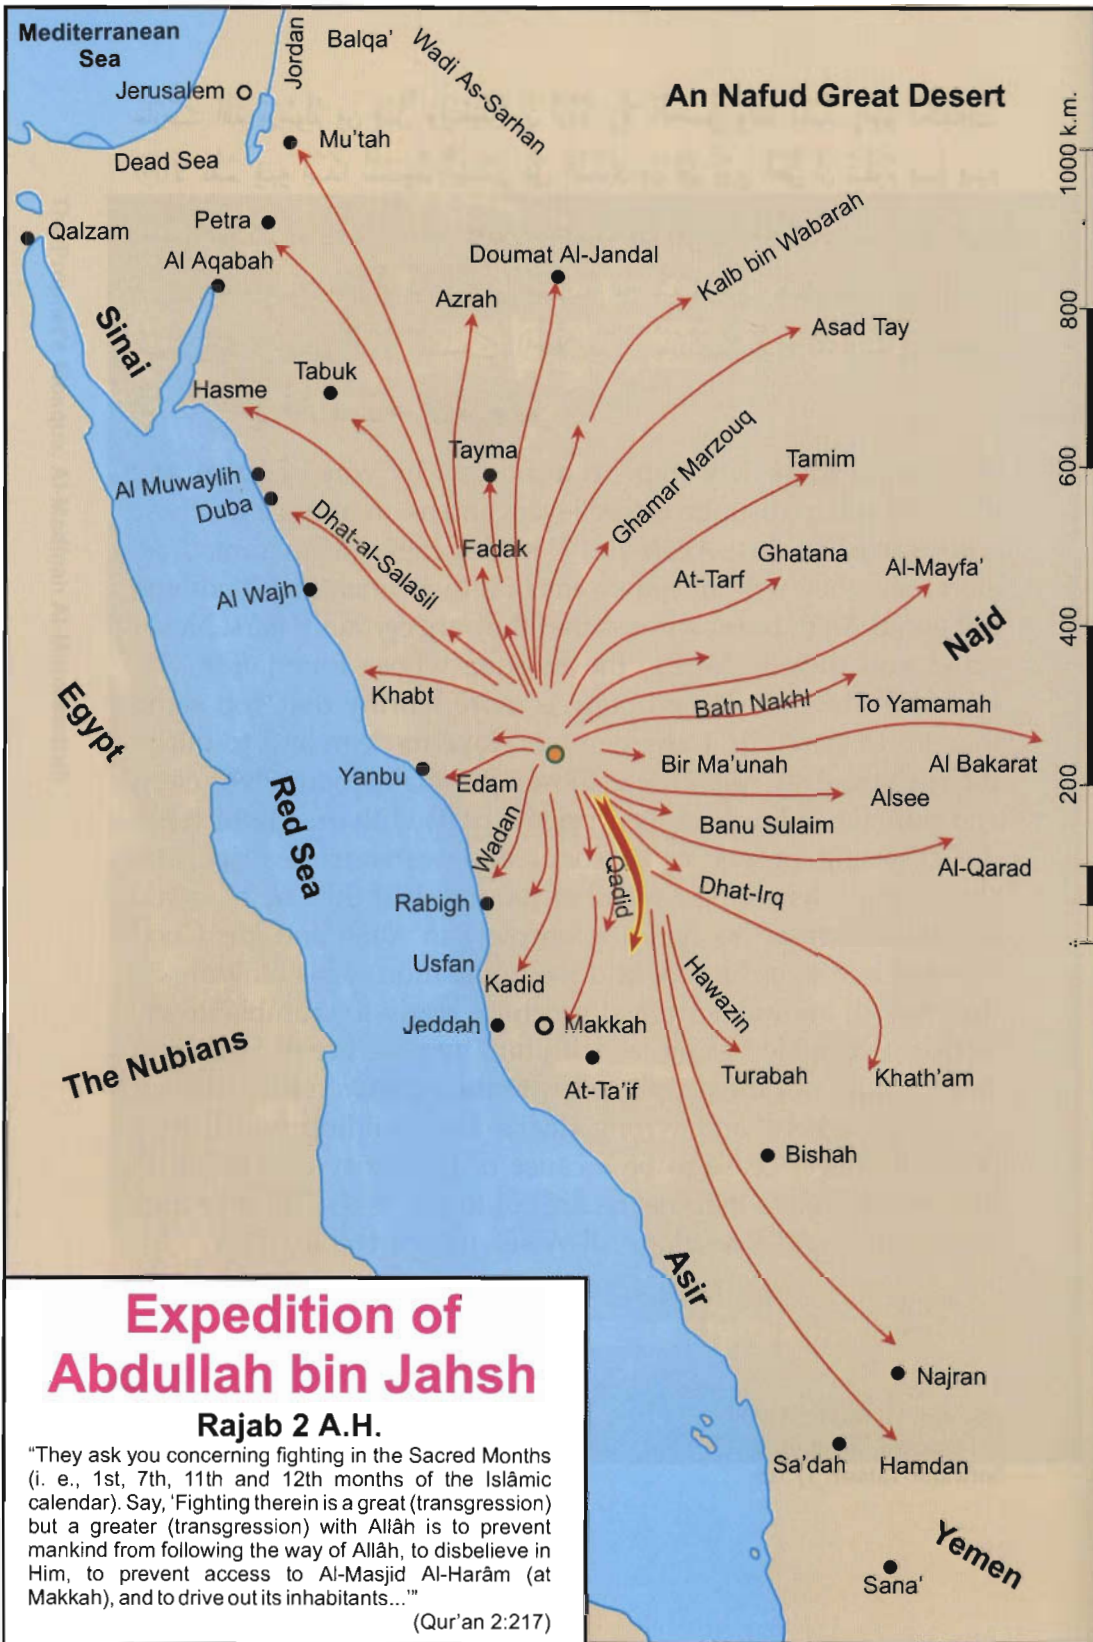 Mediterranean
Sea
Jerusalem
Jordan
Balqa'
Wadi As-Sarhan
An Nafud Great Desert
Mu'tah
Dead Sea
1000 k.m.
Petra
Qalzam
Al Aqabah
Doumat Al-Jandal
Kalb bin Wabarah
Azrah
800
Asad Tay
Sinai
Tabuk
Hasme
Tayma
Ghamar Marzouq
Tamim
600
Al Muwaylih
Duba
Dhat-al-Salasil
Fadak
Ghatana
At-Tarf
Al-Mayfa'
Al Wajh
Najd
400
Khabt
Egypt
Batn Nakhl
To Yamamah
Yanbu
Edam
Bir Ma'unah
Al Bakarat
200
Red Sea
Alsee
Wadan
Banu Sulaim
Qadid
Al-Qarad
Dhat-Irq
Rabigh
Usfan
Kadid
Hawazin
Jeddah
Makkah
The Nubians
At-Ta'if
Turabah
Khath'am
Bishah
Asir
Najran
Sa'dah
Hamdan
Yemen
Sana'
Expedition of
Abdullah bin Jahsh
Rajab 2 A.H.
“They ask you concerning fighting in the Sacred Months
(i. e., 1st, 7th, 11th and 12th months of the Islâmic
calendar). Say, ‘Fighting therein is a great (transgression)
but a greater (transgression) with Allâh is to prevent
mankind from following the way of Allâh, to disbelieve in
Him, to prevent access to Al-Masjid Al-Harâm (at
Makkah), and to drive out its inhabitants...’”
(Qur'an 2:217)